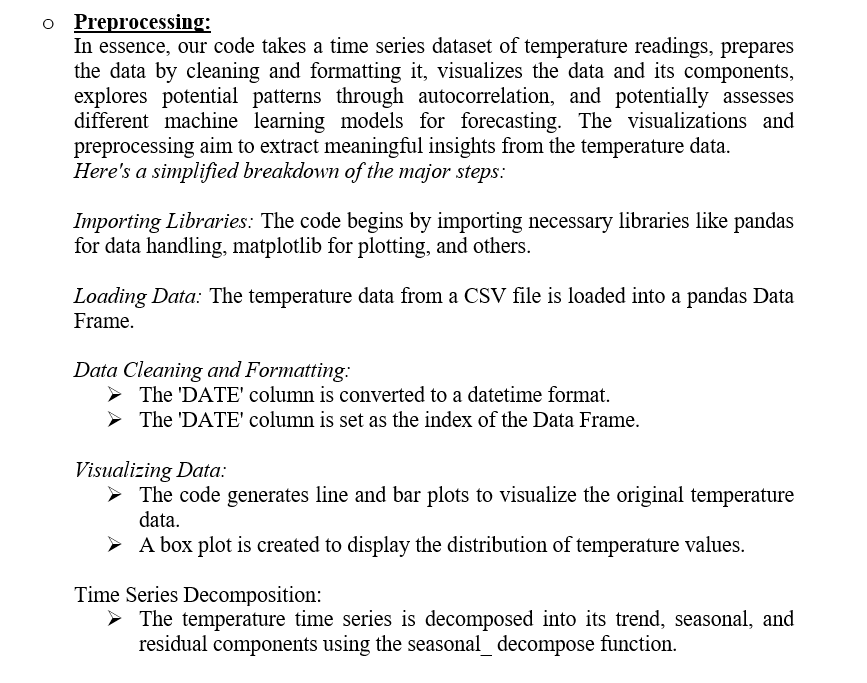 o Preprocessing:
In essence, our code takes a time series dataset of temperature readings, prepares
the data by cleaning and formatting it, visualizes the data and its components,
explores potential patterns through autocorrelation, and potentially assesses
different machine learning models for forecasting. The visualizations and
preprocessing aim to extract meaningful insights from the temperature data.
Here's a simplified breakdown of the major steps:
Importing Libraries: The code begins by importing necessary libraries like pandas
for data handling, matplotlib for plotting, and others.
Loading Data: The temperature data from a CSV file is loaded into a pandas Data
Frame.
Data Cleaning and Formatting:
➢ The 'DATE' column is converted to a datetime format.
➢ The 'DATE' column is set as the index of the Data Frame.
Visualizing Data:
➢ The code generates line and bar plots to visualize the original temperature
data.
➢ A box plot is created to display the distribution of temperature values.
Time Series Decomposition:
➢ The temperature time series is decomposed into its trend, seasonal, and
residual components using the seasonal_ decompose function.